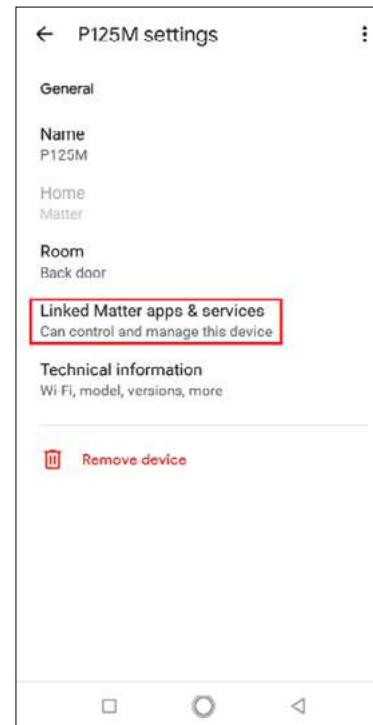 P125M settings
General
Name
P125M
Home
Matter
Room
Back door
Linked Matter apps & services
Can control and manage this device
Technical information
Wi Fi, model, versions, more
Remove device